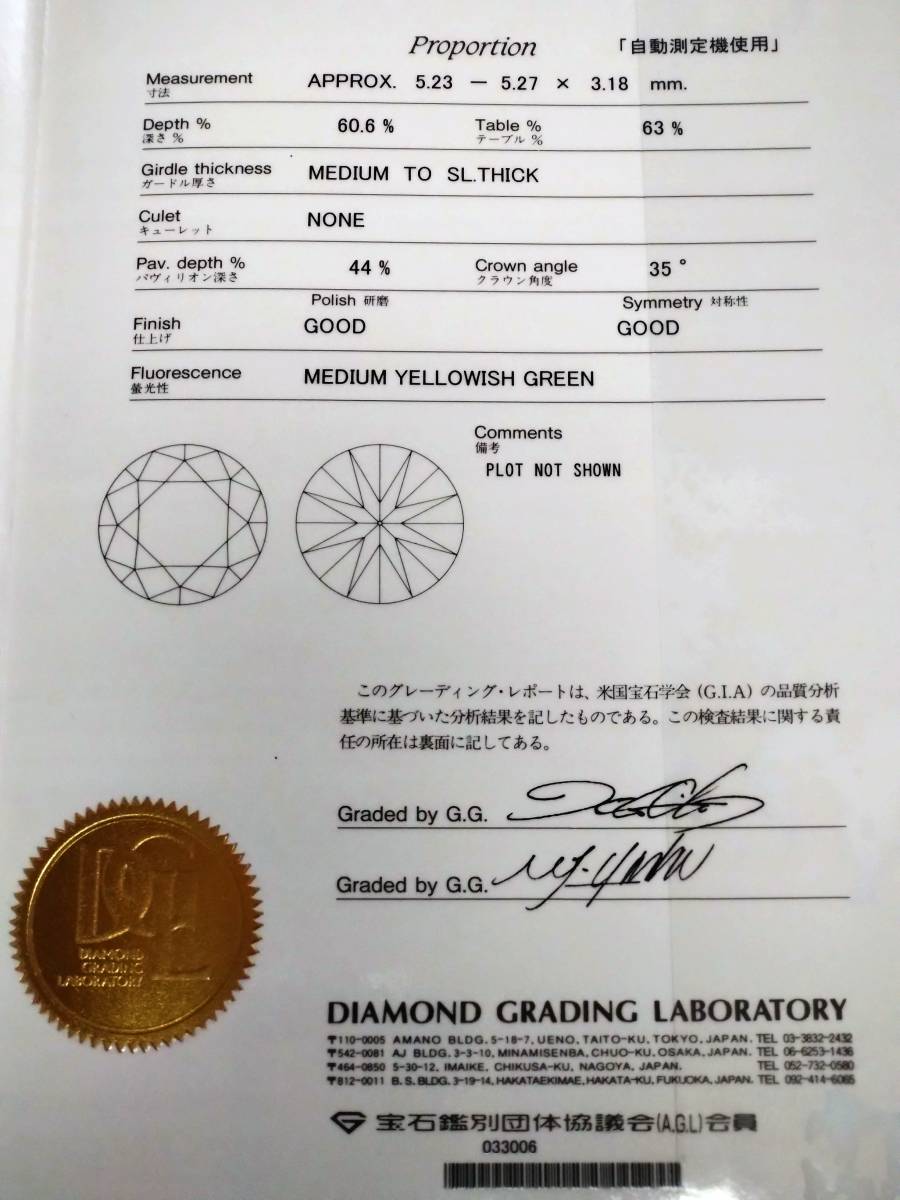 Proportion 「自動測定機使用」
Measurement APPROX. 5.23 — 5.27 × 3.18 mm.
寸法
Depth % 60.6 % Table % 63 %
深さ % テーブル %
Girdle thickness MEDIUM TO SL.THICK
ガードル厚さ
Culet NONE
キューレット
Pav. depth % 44 % Crown angle 35 °
パヴィリオン深さ クラウン角度
Polish 研磨 Symmetry 対称性
Finish GOOD GOOD
仕上げ
Fluorescence MEDIUM YELLOWISH GREEN
螢光性
Comments
備考
PLOT NOT SHOWN
このグレーディング・レポートは、米国宝石学会 (G.I.A) の品質分析
基準に基づいた分析結果を記したものである。この検査結果に関する責
任の所在は裏面に記してある。
Graded by G.G.
Graded by G.G.
DGL
DIAMOND
GRADING
LABORATORY
DIAMOND GRADING LABORATORY
〒110-0005 AMANO BLDG. 5-18-7, UENO, TAITO-KU, TOKYO, JAPAN. TEL 03-3832-2432
〒542-0081 AJ BLDG. 3-3-10, MINAMISENBA, CHUO-KU, OSAKA, JAPAN. TEL 06-6253-1436
〒464-0850 5-30-12, IMAIKE, CHIKUSA-KU, NAGOYA, JAPAN. TEL 052-732-0580
〒812-0011 B. S. BLDG. 3-19-14, HAKATAEKIMAE, HAKATA-KU, FUKUOKA, JAPAN. TEL 092-414-6085
宝石鑑別団体協議会(A.G.L)会員
033006